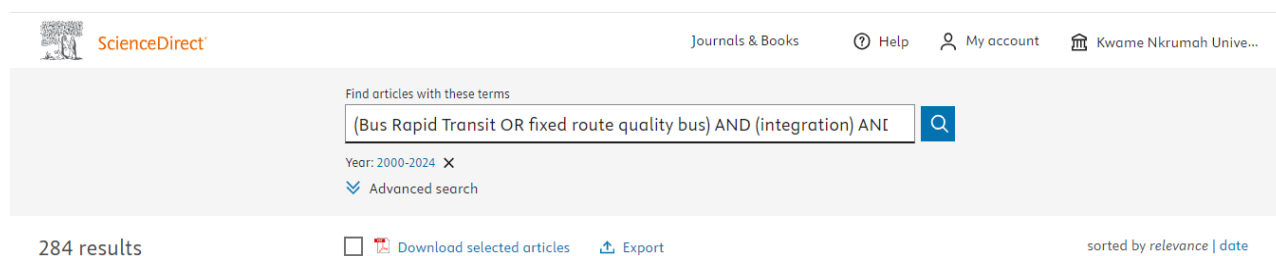 ScienceDirect
Journals & Books Help My account Kwame Nkrumah Unive...
Find articles with these terms
(Bus Rapid Transit OR fixed route quality bus) AND (integration) AND
Year: 2000-2024 ×
Advanced search
284 results Download selected articles Export sorted by relevance | date